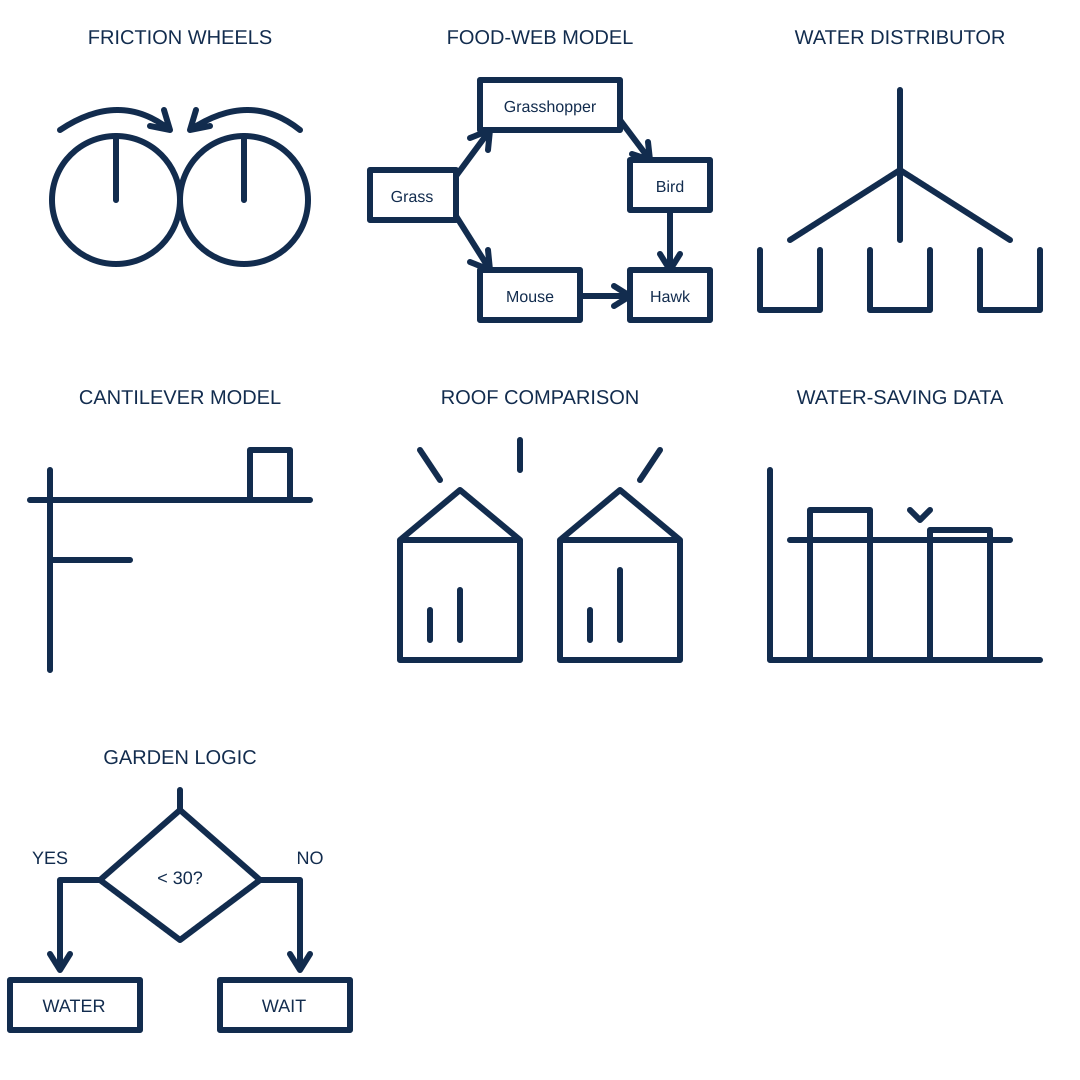 FRICTION WHEELS
FOOD-WEB MODEL
Grasshopper
Grass
Bird
Mouse
Hawk
WATER DISTRIBUTOR
CANTILEVER MODEL
ROOF COMPARISON
WATER-SAVING DATA
GARDEN LOGIC
YES
NO
< 30?
WATER
WAIT